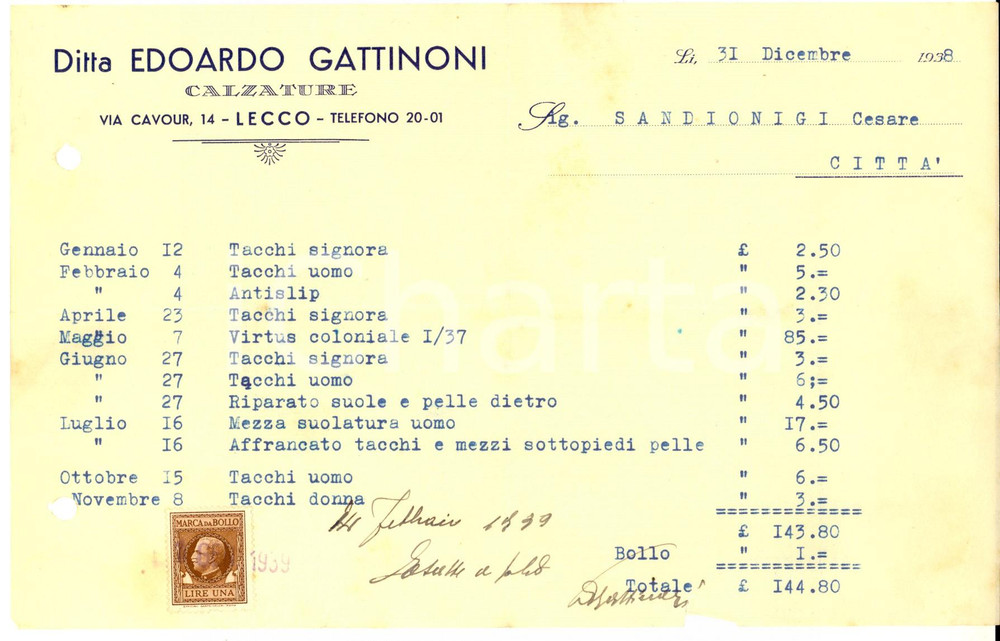 Ditta EDOARDO GATTINONI
CALZATURE
VIA CAVOUR, 14 - LECCO - TELEFONO 20-01
Li, 31 Dicembre 1938
Sig. SANDIONIGI Cesare
CITTA'
Gennaio 12 Tacchi signora £ 2.50
Febbraio 4 Tacchi uomo " 5.=
" 4 Antislip " 2.30
Aprile 23 Tacchi signora " 3.=
Maggio 7 Virtus coloniale I/37 " 85.=
Giugno 27 Tacchi signora " 3.=
" 27 Tacchi uomo " 6;=
" 27 Riparato suole e pelle dietro " 4.50
Luglio 16 Mezza suolatura uomo " 17.=
" 16 Affrancato tacchi e mezzi sottopiedi pelle " 6.50
Ottobre 15 Tacchi uomo " 6.=
Novembre 8 Tacchi donna " 3.=
£ 143.80
Bollo " 1.=
Totale £ 144.80
Febbraio 1939
a saldo
MARCA DA BOLLO
LIRE UNA
1939
charta